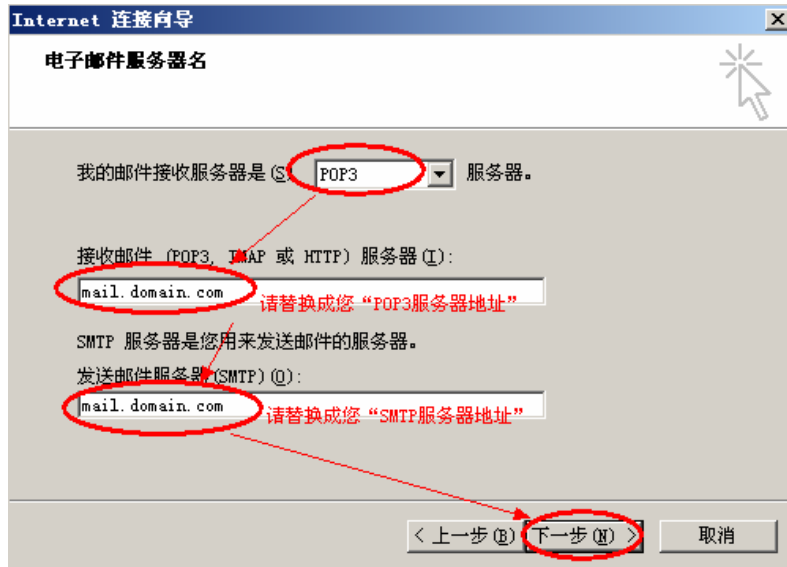 Internet 连接向导
电子邮件服务器名
我的邮件接收服务器是(S) POP3 服务器。
接收邮件 (POP3, IMAP 或 HTTP) 服务器(I):
mail.domain.com 请替换成您“POP3服务器地址”
SMTP 服务器是您用来发送邮件的服务器。
发送邮件服务器(SMTP)(O):
mail.domain.com 请替换成您“SMTP服务器地址”
< 上一步(B) 下一步(N) > 取消